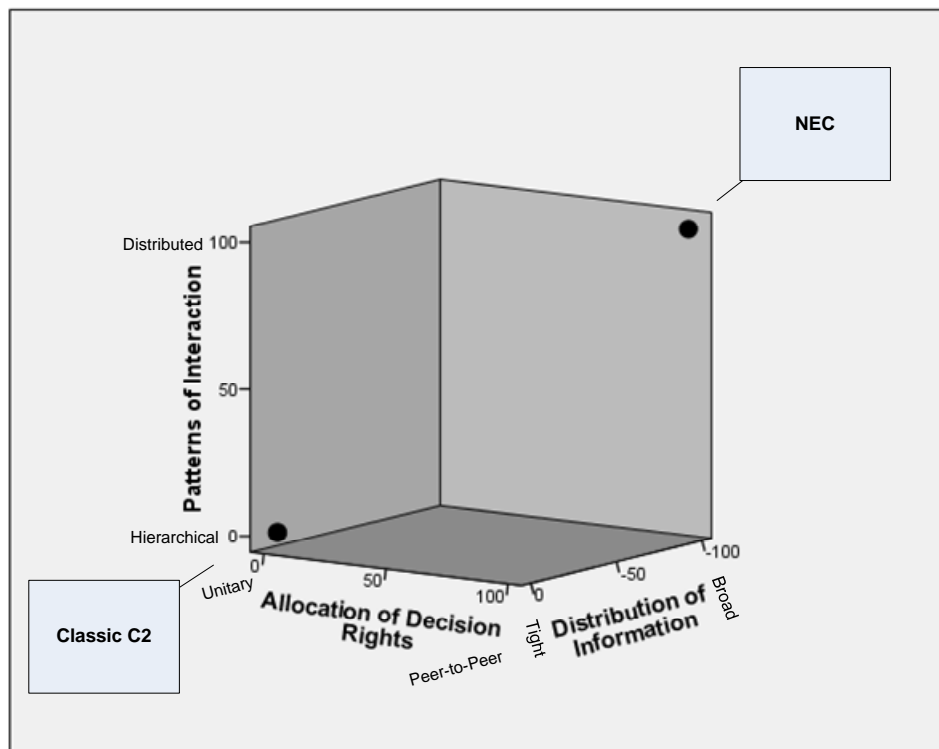 NEC
Distributed 100
Patterns of Interaction
50
Hierarchical 0
Classic C2
Unitary
0
50
100
Allocation of Decision
Rights
Peer-to-Peer
0
-50
-100
Tight
Distribution of
Information
Broad